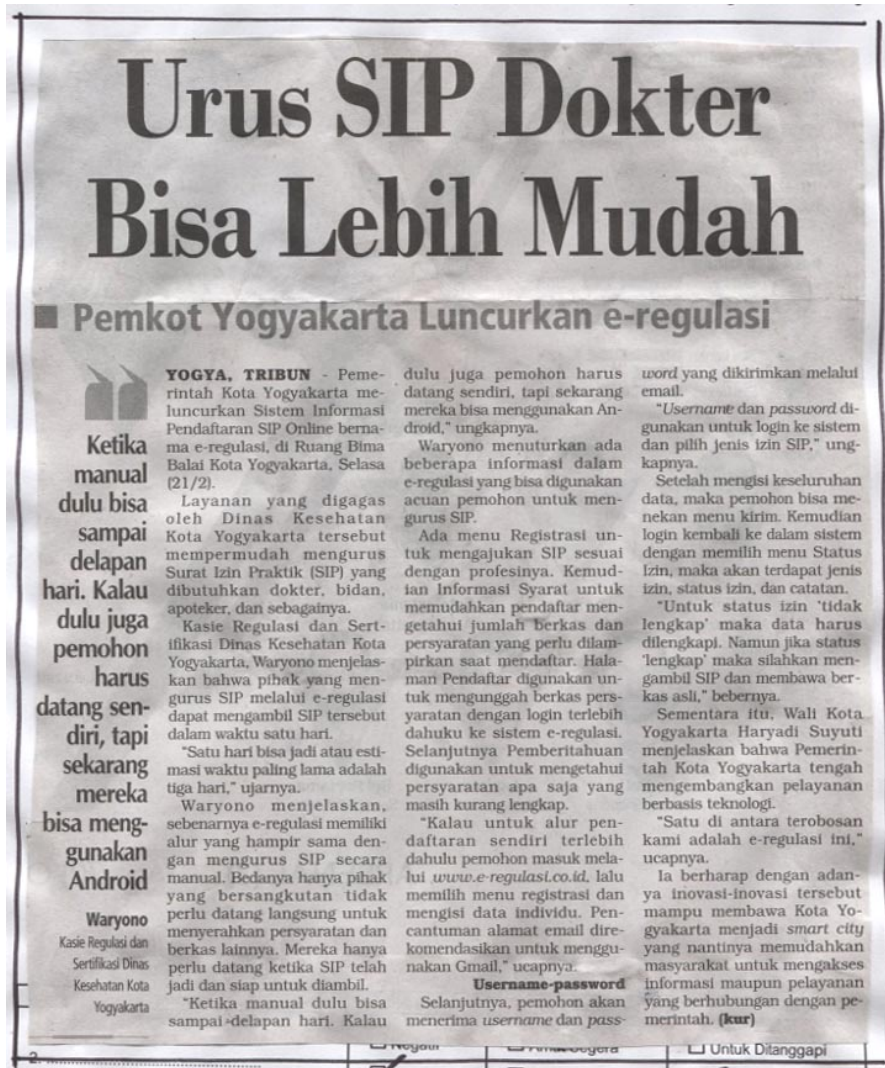 Urus SIP Dokter
Bisa Lebih Mudah
■ Pemkot Yogyakarta Luncurkan e-regulasi
Ketika
manual
dulu bisa
sampai
delapan
hari. Kalau
dulu juga
pemohon
harus
datang sen-
diri, tapi
sekarang
mereka
bisa meng-
gunakan
Android
Waryono
Kasie Regulasi dan
Sertifikasi Dinas
Kesehatan Kota
Yogyakarta
YOGYA, TRIBUN - Peme-
rintah Kota Yogyakarta me-
luncurkan Sistem Informasi
Pendaftaran SIP Online berna-
ma e-regulasi, di Ruang Bima
Balai Kota Yogyakarta, Selasa
(21/2).
Layanan yang digagas
oleh Dinas Kesehatan
Kota Yogyakarta tersebut
mempermudah mengurus
Surat Izin Praktik (SIP) yang
dibutuhkan dokter, bidan,
apoteker, dan sebagainya.
Kasie Regulasi dan Sert-
ifikasi Dinas Kesehatan Kota
Yogyakarta, Waryono menjelas-
kan bahwa pihak yang men-
gurus SIP melalui e-regulasi
dapat mengambil SIP tersebut
dalam waktu satu hari.
"Satu hari bisa jadi atau esti-
masi waktu paling lama adalah
tiga hari," ujarnya.
Waryono menjelaskan,
sebenarnya e-regulasi memiliki
alur yang hampir sama den-
gan mengurus SIP secara
manual. Bedanya hanya pihak
yang bersangkutan tidak
perlu datang langsung untuk
menyerahkan persyaratan dan
berkas lainnya. Mereka hanya
perlu datang ketika SIP telah
jadi dan siap untuk diambil.
"Ketika manual dulu bisa
sampai delapan hari. Kalau
dulu juga pemohon harus
datang sendiri, tapi sekarang
mereka bisa menggunakan An-
droid," ungkapnya.
Waryono menuturkan ada
beberapa informasi dalam
e-regulasi yang bisa digunakan
acuan pemohon untuk men-
gurus SIP.
Ada menu Registrasi un-
tuk mengajukan SIP sesuai
dengan profesinya. Kemud-
ian Informasi Syarat untuk
memudahkan pendaftar men-
getahui jumlah berkas dan
persyaratan yang perlu dilam-
pirkan saat mendaftar. Hala-
man Pendaftar digunakan un-
tuk mengunggah berkas pers-
yaratan dengan login terlebih
dahuku ke sistem e-regulasi.
Selanjutnya Pemberitahuan
digunakan untuk mengetahui
persyaratan apa saja yang
masih kurang lengkap.
"Kalau untuk alur pen-
daftaran sendiri terlebih
dahulu pemohon masuk mela-
lui www.e-regulasi.co.id, lalu
memilih menu registrasi dan
mengisi data individu. Pen-
cantuman alamat email dire-
komendasikan untuk menggu-
nakan Gmail," ucapnya.
Username-password
Selanjutnya, pemohon akan
menerima username dan pass-
word yang dikirimkan melalui
email.
"Username dan password di-
gunakan untuk login ke sistem
dan pilih jenis izin SIP," ung-
kapnya.
Setelah mengisi keseluruhan
data, maka pemohon bisa me-
nekan menu kirim. Kemudian
login kembali ke dalam sistem
dengan memilih menu Status
Izin, maka akan terdapat jenis
izin, status izin, dan catatan.
"Untuk status izin 'tidak
lengkap' maka data harus
dilengkapi. Namun jika status
'lengkap' maka silahkan men-
gambil SIP dan membawa ber-
kas asli," bebernya.
Sementara itu, Wali Kota
Yogyakarta Haryadi Suyuti
menjelaskan bahwa Pemerin-
tah Kota Yogyakarta tengah
mengembangkan pelayanan
berbasis teknologi.
"Satu di antara terobosan
kami adalah e-regulasi ini,"
ucapnya.
Ia berharap dengan adan-
ya inovasi-inovasi tersebut
mampu membawa Kota Yo-
gyakarta menjadi smart city
yang nantinya memudahkan
masyarakat untuk mengakses
informasi maupun pelayanan
yang berhubungan dengan pe-
merintah. (kur)
2.
Untuk Ditanggapi